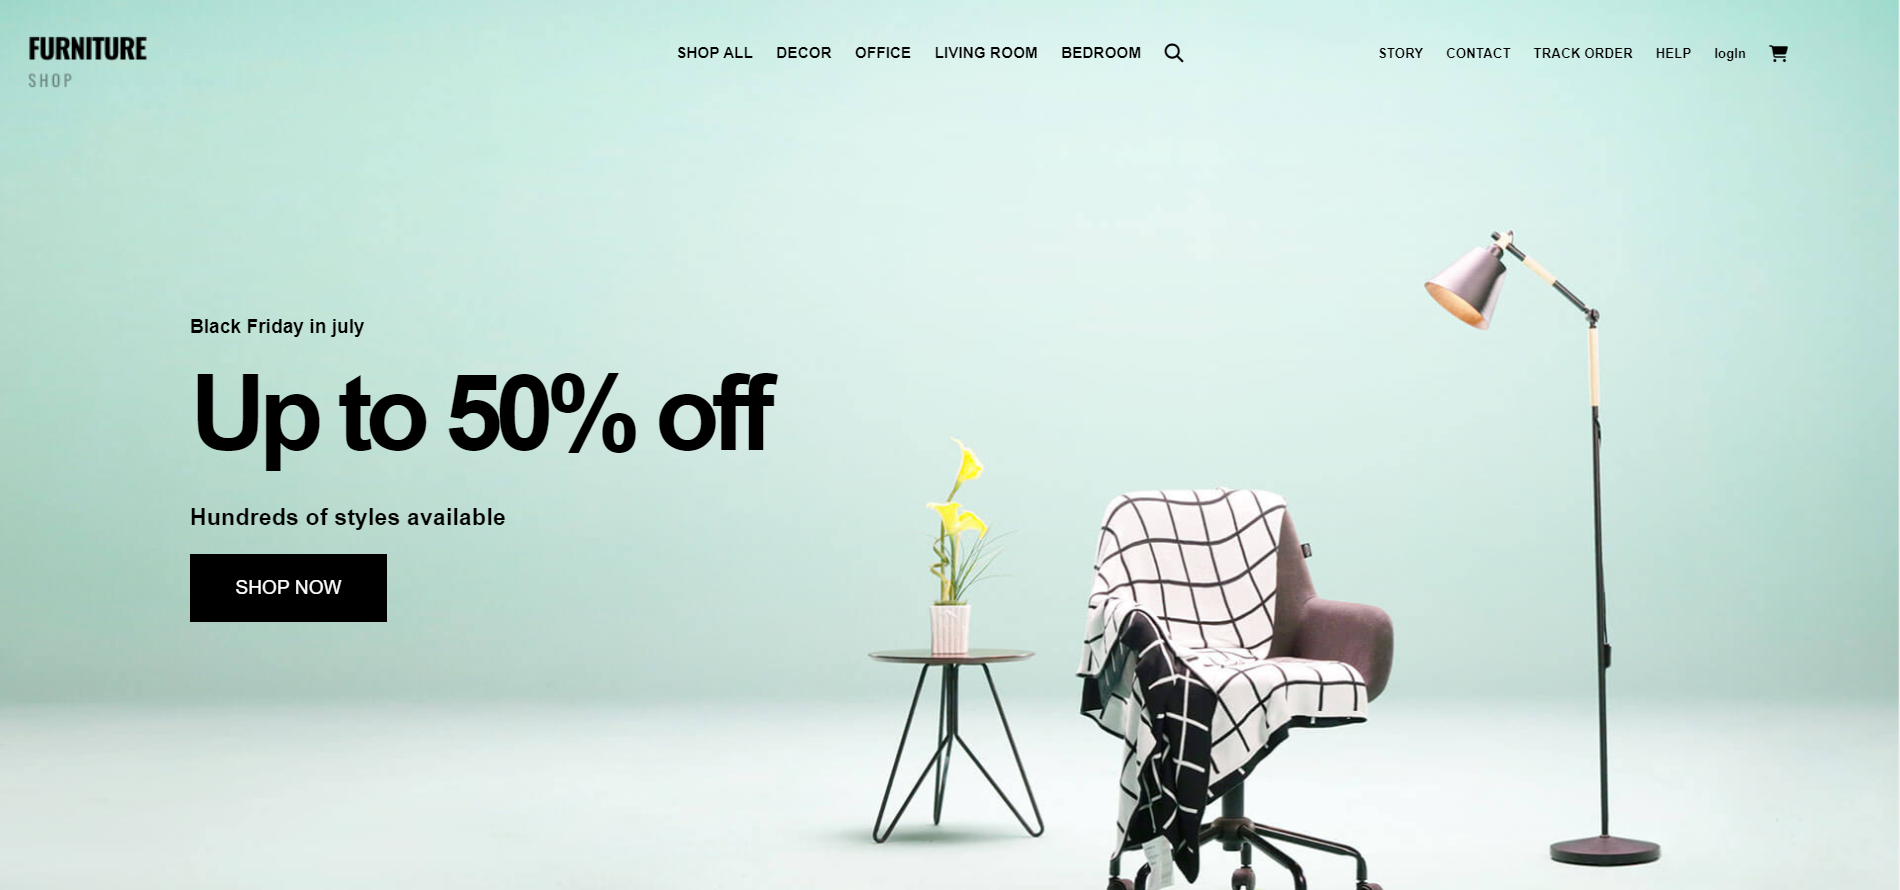 FURNITURE
SHOP
SHOP ALL DECOR OFFICE LIVING ROOM BEDROOM
STORY CONTACT TRACK ORDER HELP logIn
Black Friday in july
Up to 50% off
Hundreds of styles available
SHOP NOW